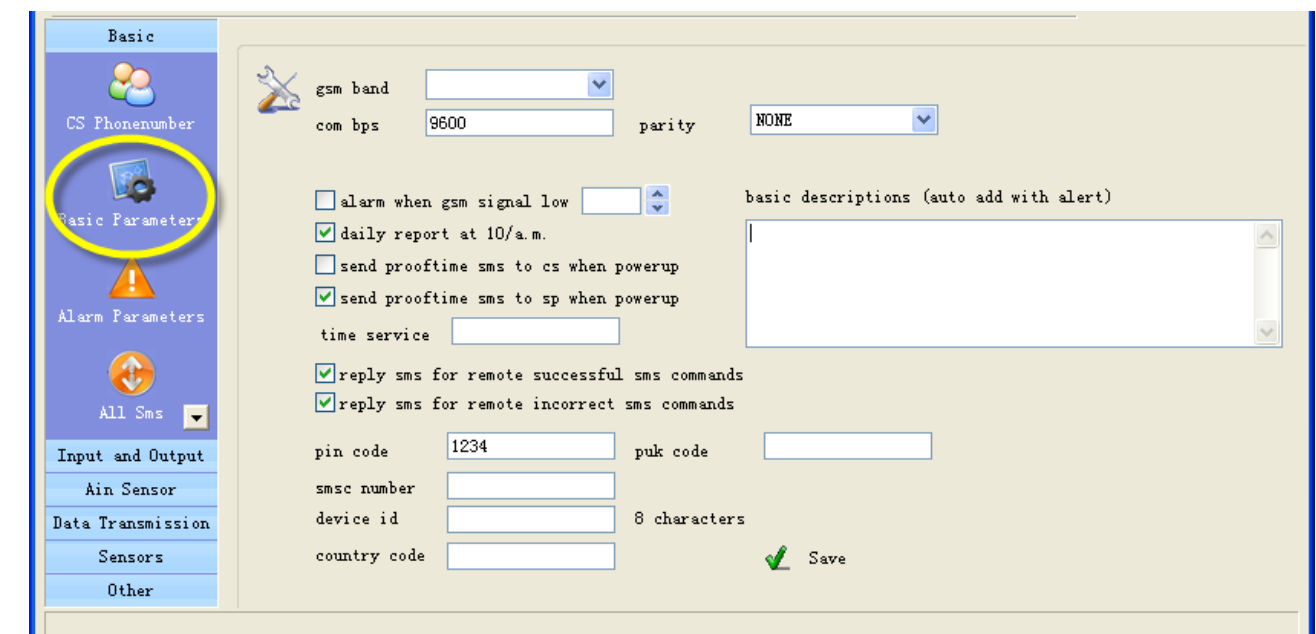 Basic
CS Phonenumber
Basic Parameters
Alarm Parameters
All Sms
Input and Output
Ain Sensor
Data Transmission
Sensors
Other
gsm band
com bps 9600 parity NONE
alarm when gsm signal low
daily report at 10/a.m.
send prooftime sms to cs when powerup
send prooftime sms to sp when powerup
time service
basic descriptions (auto add with alert)
reply sms for remote successful sms commands
reply sms for remote incorrect sms commands
pin code 1234 puk code
smsc number
device id 8 characters
country code
Save